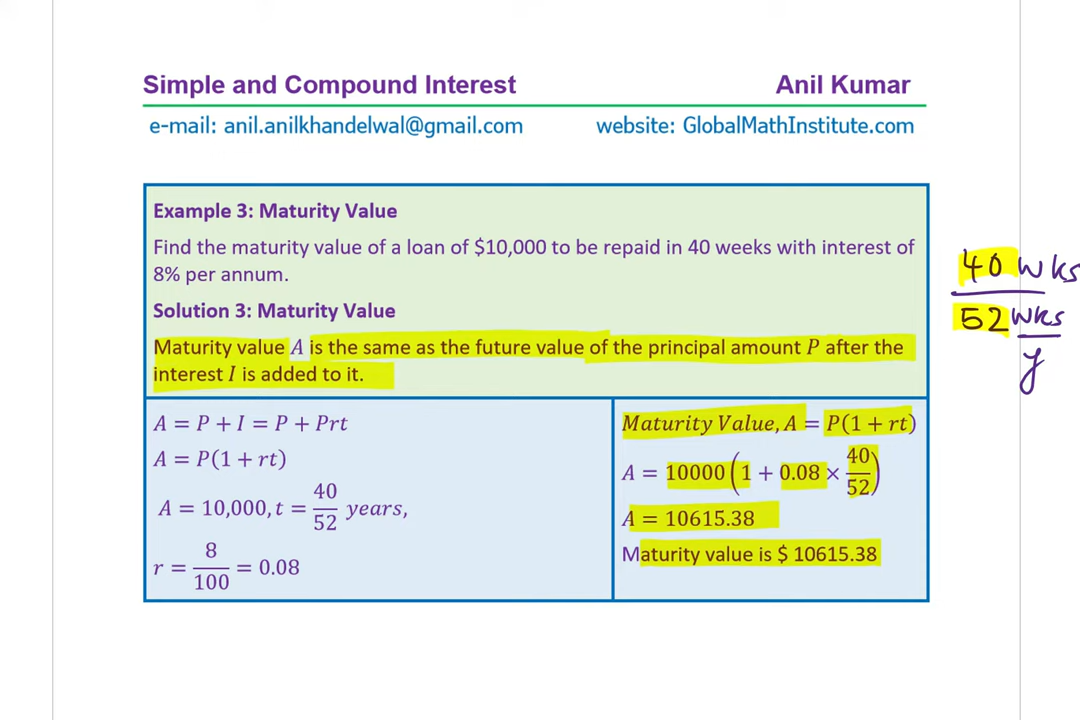 Simple and Compound Interest Anil Kumar
e-mail: anil.anilkhandelwal@gmail.com website: GlobalMathInstitute.com
Example 3: Maturity Value
Find the maturity value of a loan of $10,000 to be repaid in 40 weeks with interest of
8% per annum.
Solution 3: Maturity Value
Maturity value A is the same as the future value of the principal amount P after the
interest I is added to it.
A = P + I = P + Prt
A = P(1 + rt)
A = 10,000, t = 40/52 years,
r = 8/100 = 0.08
Maturity Value, A = P(1 + rt)
A = 10000 (1 + 0.08 × 40/52)
A = 10615.38
Maturity value is $ 10615.38
40 wks
52 wks
y